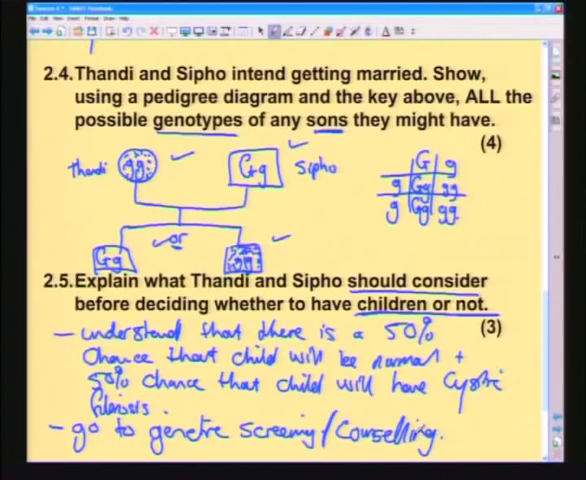 2.4. Thandi and Sipho intend getting married. Show,
using a pedigree diagram and the key above, ALL the
possible genotypes of any sons they might have.
(4)
Thandi gg Gg Sipho
G g
g Gg gg
g Gg gg
Gg or gg
2.5. Explain what Thandi and Sipho should consider
before deciding whether to have children or not.
(3)
- understand that there is a 50%
chance that child will be normal +
50% chance that child will have Cystic
fibrosis.
- go to genetic screening/Counselling.